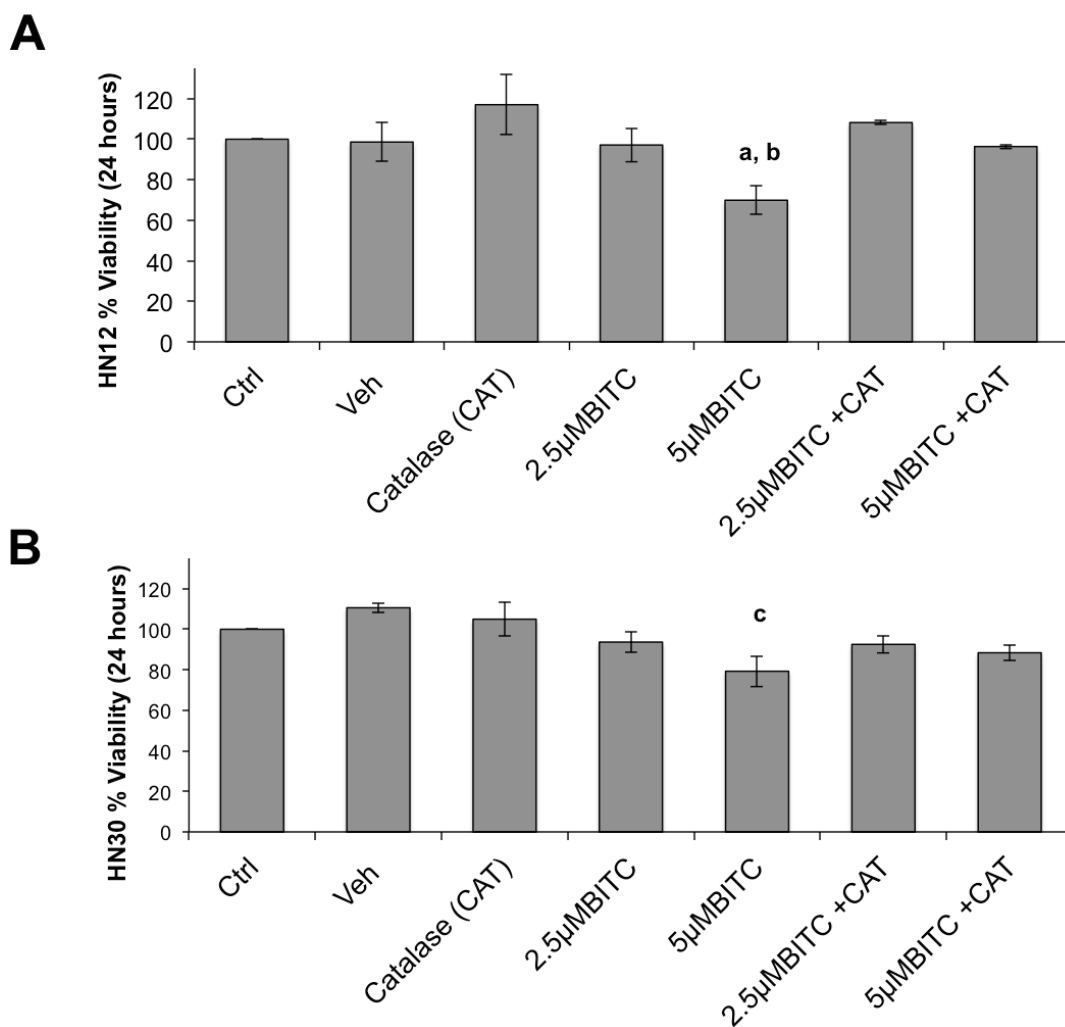 A
HN12 % Viability (24 hours)
120
100
80
60
40
20
0
a, b
Ctrl
Veh
Catalase (CAT)
2.5µMBITC
5µMBITC
2.5µMBITC +CAT
5µMBITC +CAT
B
HN30 % Viability (24 hours)
120
100
80
60
40
20
0
c
Ctrl
Veh
Catalase (CAT)
2.5µMBITC
5µMBITC
2.5µMBITC +CAT
5µMBITC +CAT